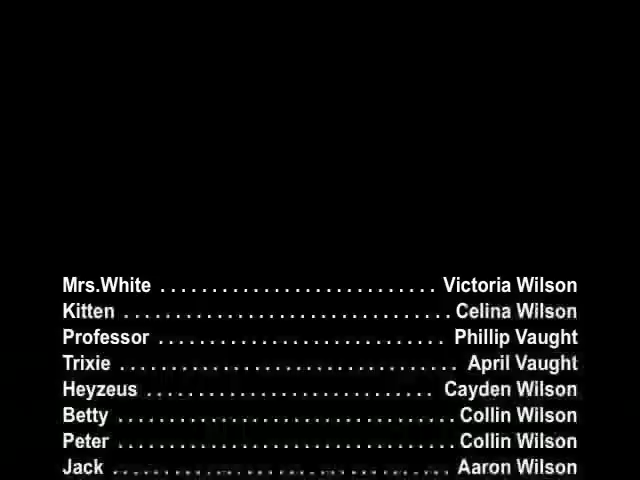 Mrs.White . . . . . . . . . . . . . . . . . . . . . . . . . . . Victoria Wilson
Kitten . . . . . . . . . . . . . . . . . . . . . . . . . . . . . . . . Celina Wilson
Professor . . . . . . . . . . . . . . . . . . . . . . . . . . . . Phillip Vaught
Trixie . . . . . . . . . . . . . . . . . . . . . . . . . . . . . . . . . April Vaught
Heyzeus . . . . . . . . . . . . . . . . . . . . . . . . . . . . Cayden Wilson
Betty . . . . . . . . . . . . . . . . . . . . . . . . . . . . . . . . . Collin Wilson
Peter . . . . . . . . . . . . . . . . . . . . . . . . . . . . . . . . . Collin Wilson
Jack . . . . . . . . . . . . . . . . . . . . . . . . . . . . . . . . . Aaron Wilson